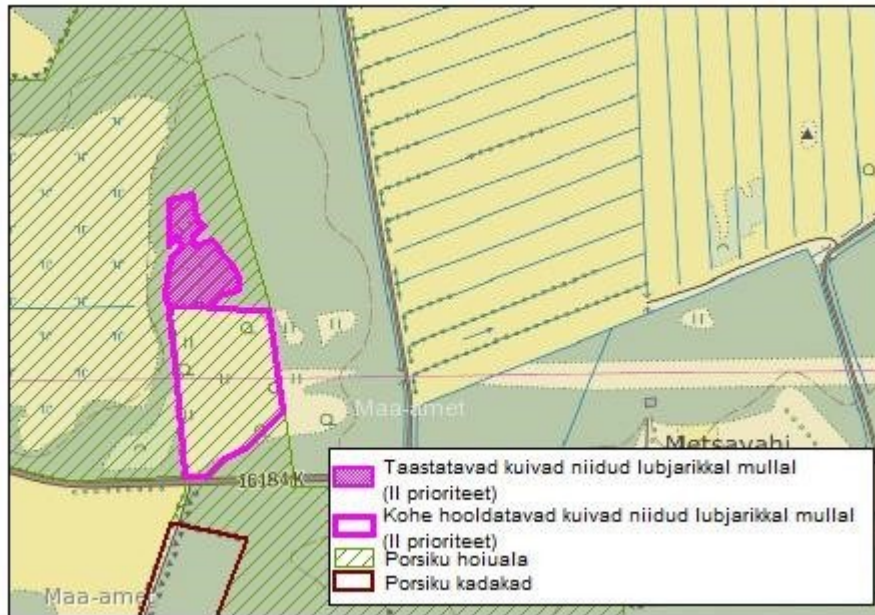 Maa-amet
Metsavahi
16184 K
Taastatavad kuivad niidud lubjarikkal mullal
(II prioriteet)
Kohe hooldatavad kuivad niidud lubjarikkal mullal
(II prioriteet)
Porsiku hoiuala
Porsiku kadakad
Maa-amet